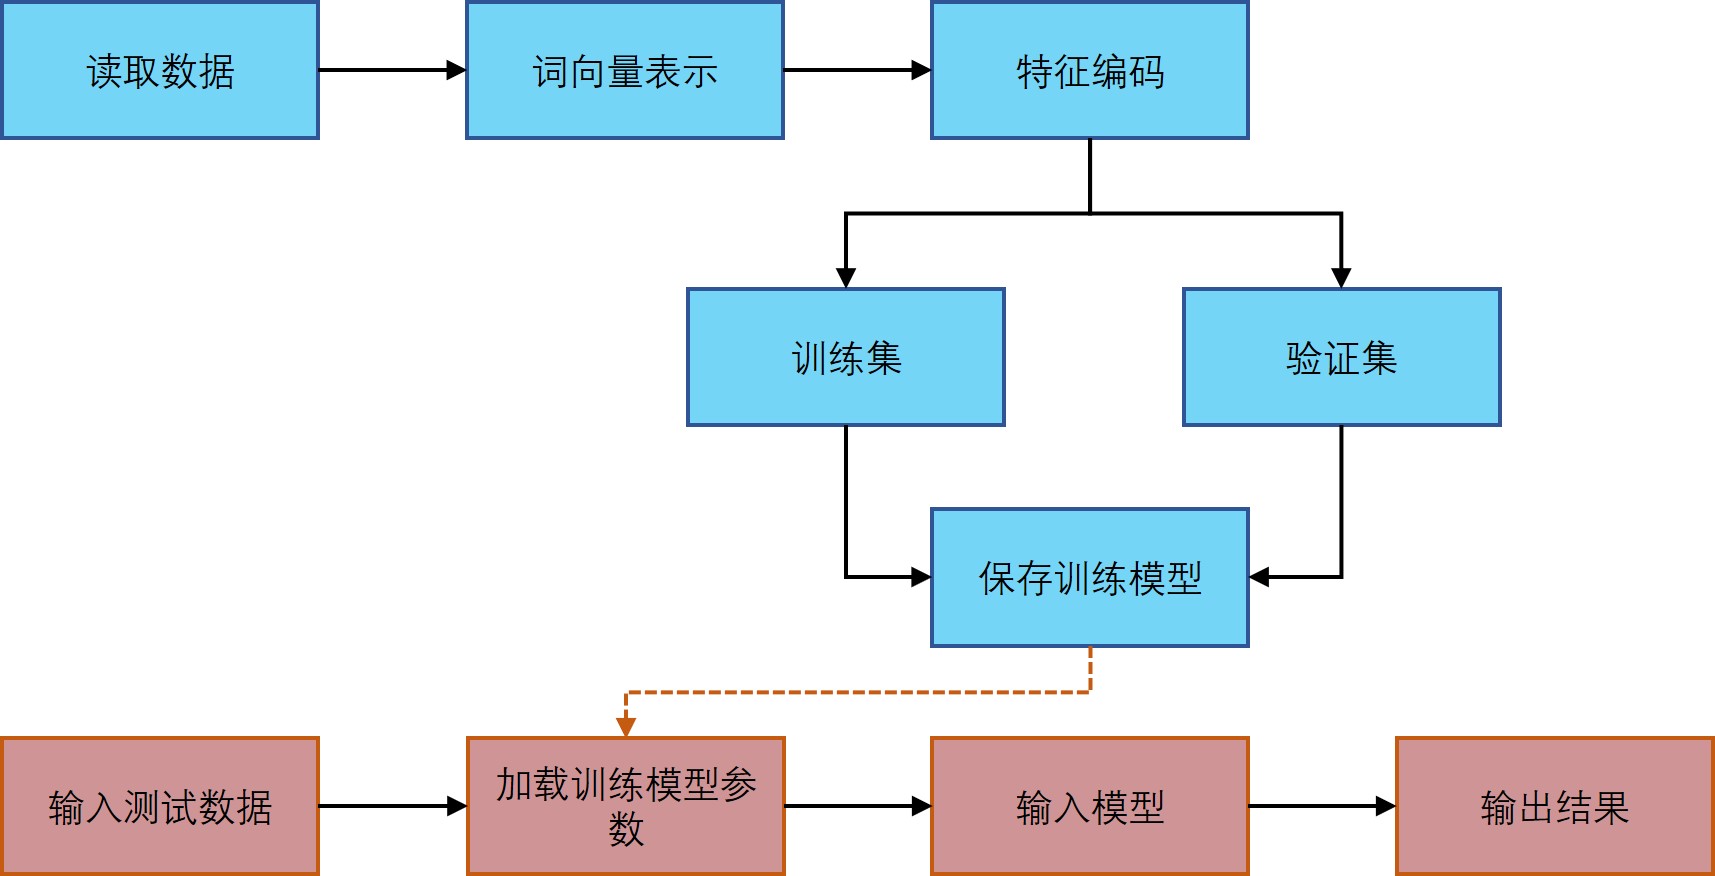 读取数据
词向量表示
特征编码
训练集
验证集
保存训练模型
输入测试数据
加载训练模型参
数
输入模型
输出结果